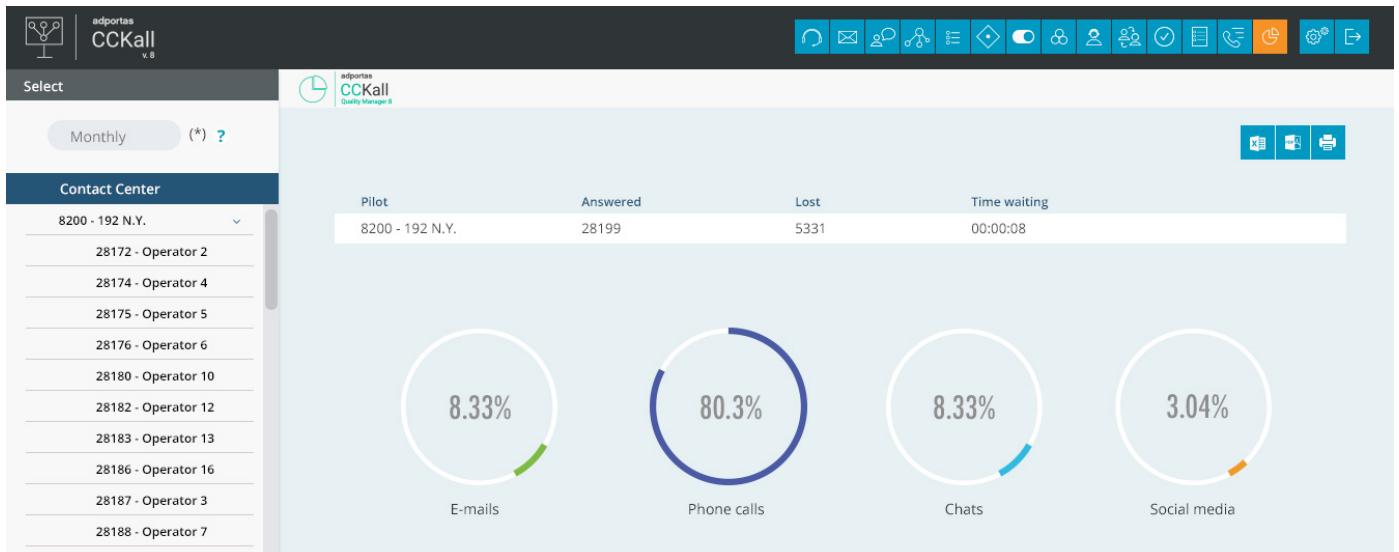 adportas
CCKall
v. 8
Select
adportas
CCKall
Quality Manager 8
Monthly (*) ?
Contact Center
8200 - 192 N.Y.
28172 - Operator 2
28174 - Operator 4
28175 - Operator 5
28176 - Operator 6
28180 - Operator 10
28182 - Operator 12
28183 - Operator 13
28186 - Operator 16
28187 - Operator 3
28188 - Operator 7
Pilot Answered Lost Time waiting
8200 - 192 N.Y. 28199 5331 00:00:08
8.33% 80.3% 8.33% 3.04%
E-mails Phone calls Chats Social media